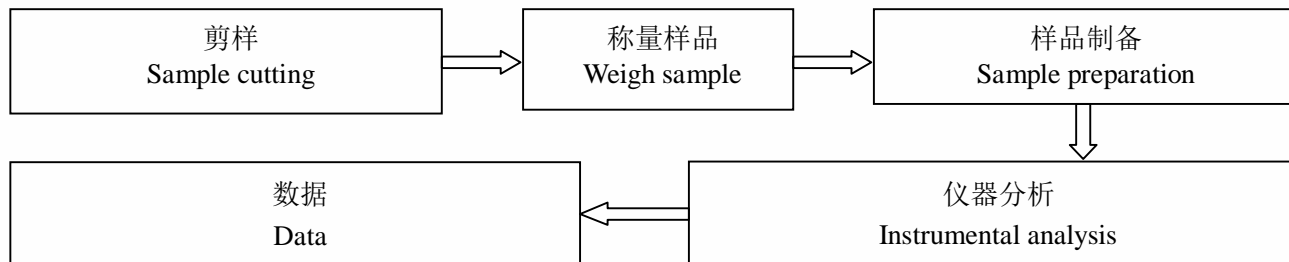 剪样
Sample cutting
称量样品
Weigh sample
样品制备
Sample preparation
仪器分析
Instrumental analysis
数据
Data